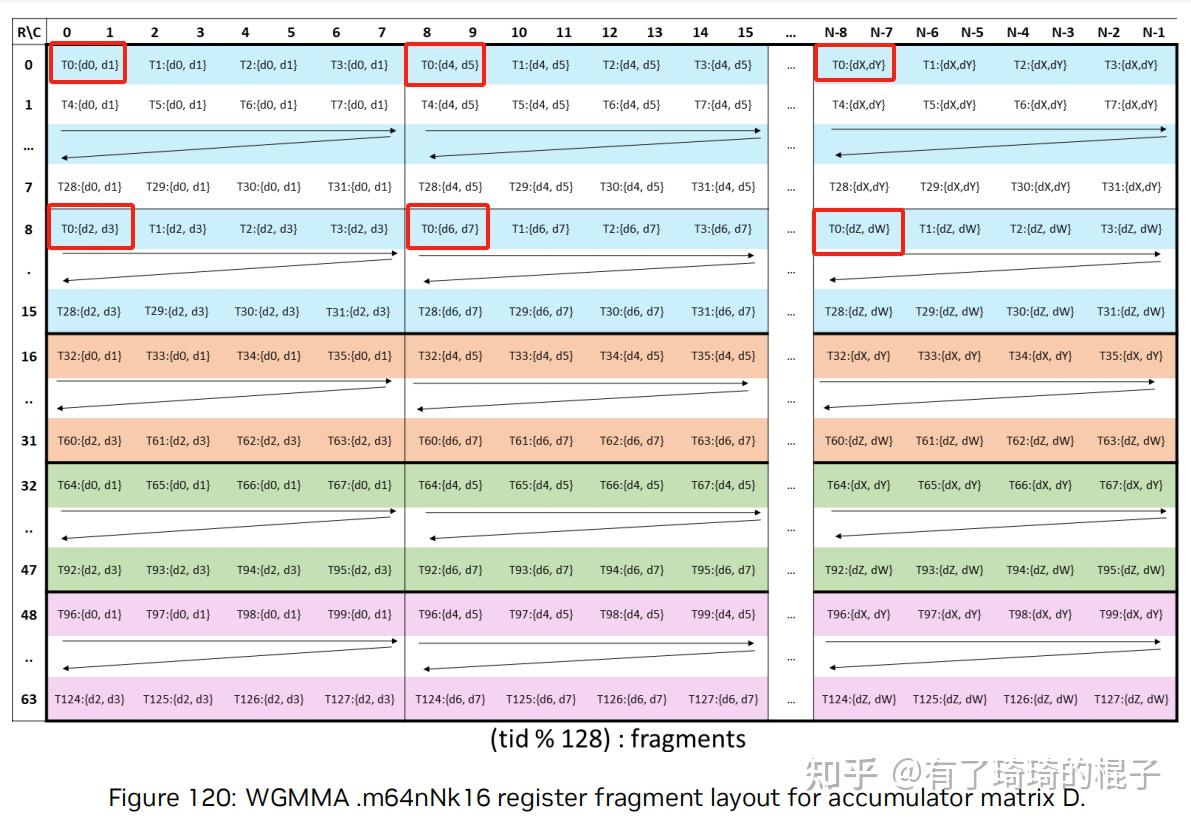 R\C 0 1 2 3 4 5 6 7 8 9 10 11 12 13 14 15 ... N-8 N-7 N-6 N-5 N-4 N-3 N-2 N-1
0 T0:{d0, d1} T1:{d0, d1} T2:{d0, d1} T3:{d0, d1} T0:{d4, d5} T1:{d4, d5} T2:{d4, d5} T3:{d4, d5} ... T0:{dX,dY} T1:{dX,dY} T2:{dX,dY} T3:{dX,dY}
1 T4:{d0, d1} T5:{d0, d1} T6:{d0, d1} T7:{d0, d1} T4:{d4, d5} T5:{d4, d5} T6:{d4, d5} T7:{d4, d5} ... T4:{dX,dY} T5:{dX,dY} T6:{dX,dY} T7:{dX,dY}
... ...
7 T28:{d0, d1} T29:{d0, d1} T30:{d0, d1} T31:{d0, d1} T28:{d4, d5} T29:{d4, d5} T30:{d4, d5} T31:{d4, d5} ... T28:{dX,dY} T29:{dX,dY} T30:{dX,dY} T31:{dX,dY}
8 T0:{d2, d3} T1:{d2, d3} T2:{d2, d3} T3:{d2, d3} T0:{d6, d7} T1:{d6, d7} T2:{d6, d7} T3:{d6, d7} ... T0:{dZ, dW} T1:{dZ, dW} T2:{dZ, dW} T3:{dZ, dW}
. ...
15 T28:{d2, d3} T29:{d2, d3} T30:{d2, d3} T31:{d2, d3} T28:{d6, d7} T29:{d6, d7} T30:{d6, d7} T31:{d6, d7} ... T28:{dZ, dW} T29:{dZ, dW} T30:{dZ, dW} T31:{dZ, dW}
16 T32:{d0, d1} T33:{d0, d1} T34:{d0, d1} T35:{d0, d1} T32:{d4, d5} T33:{d4, d5} T34:{d4, d5} T35:{d4, d5} ... T32:{dX, dY} T33:{dX, dY} T34:{dX, dY} T35:{dX, dY}
.. ...
31 T60:{d2, d3} T61:{d2, d3} T62:{d2, d3} T63:{d2, d3} T60:{d6, d7} T61:{d6, d7} T62:{d6, d7} T63:{d6, d7} ... T60:{dZ, dW} T61:{dZ, dW} T62:{dZ, dW} T63:{dZ, dW}
32 T64:{d0, d1} T65:{d0, d1} T66:{d0, d1} T67:{d0, d1} T64:{d4, d5} T65:{d4, d5} T66:{d4, d5} T67:{d4, d5} ... T64:{dX, dY} T65:{dX, dY} T66:{dX, dY} T67:{dX, dY}
.. ...
47 T92:{d2, d3} T93:{d2, d3} T94:{d2, d3} T95:{d2, d3} T92:{d6, d7} T93:{d6, d7} T94:{d6, d7} T95:{d6, d7} ... T92:{dZ, dW} T93:{dZ, dW} T94:{dZ, dW} T95:{dZ, dW}
48 T96:{d0, d1} T97:{d0, d1} T98:{d0, d1} T99:{d0, d1} T96:{d4, d5} T97:{d4, d5} T98:{d4, d5} T99:{d4, d5} ... T96:{dX, dY} T97:{dX, dY} T98:{dX, dY} T99:{dX, dY}
.. ...
63 T124:{d2, d3} T125:{d2, d3} T126:{d2, d3} T127:{d2, d3} T124:{d6, d7} T125:{d6, d7} T126:{d6, d7} T127:{d6, d7} ... T124:{dZ, dW} T125:{dZ, dW} T126:{dZ, dW} T127:{dZ, dW}
(tid % 128) : fragments
知乎 @有了琦琦的棍子
Figure 120: WGMMA .m64nNk16 register fragment layout for accumulator matrix D.